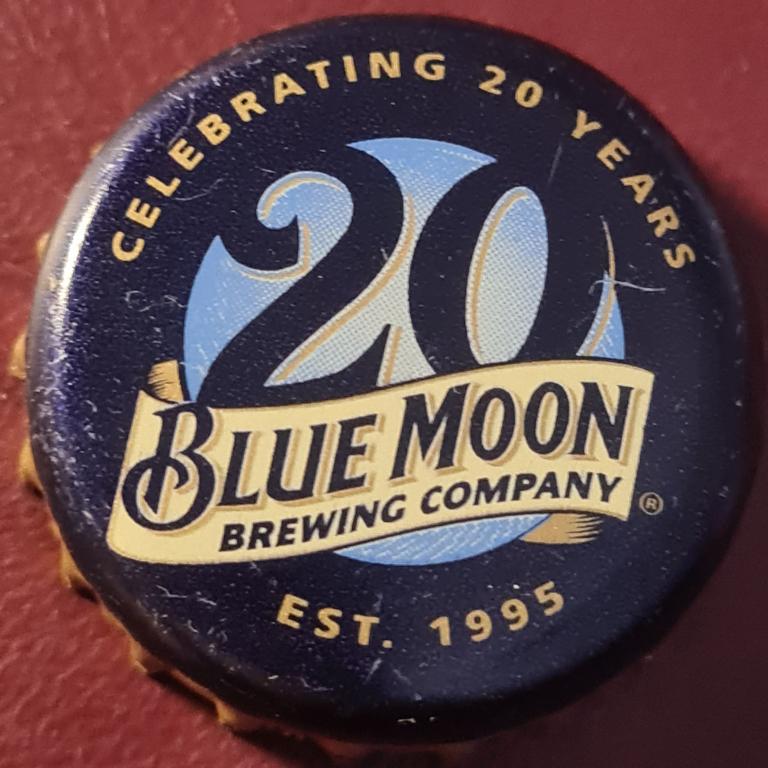 CELEBRATING 20 YEARS
20
BLUE MOON
BREWING COMPANY ®
EST. 1995